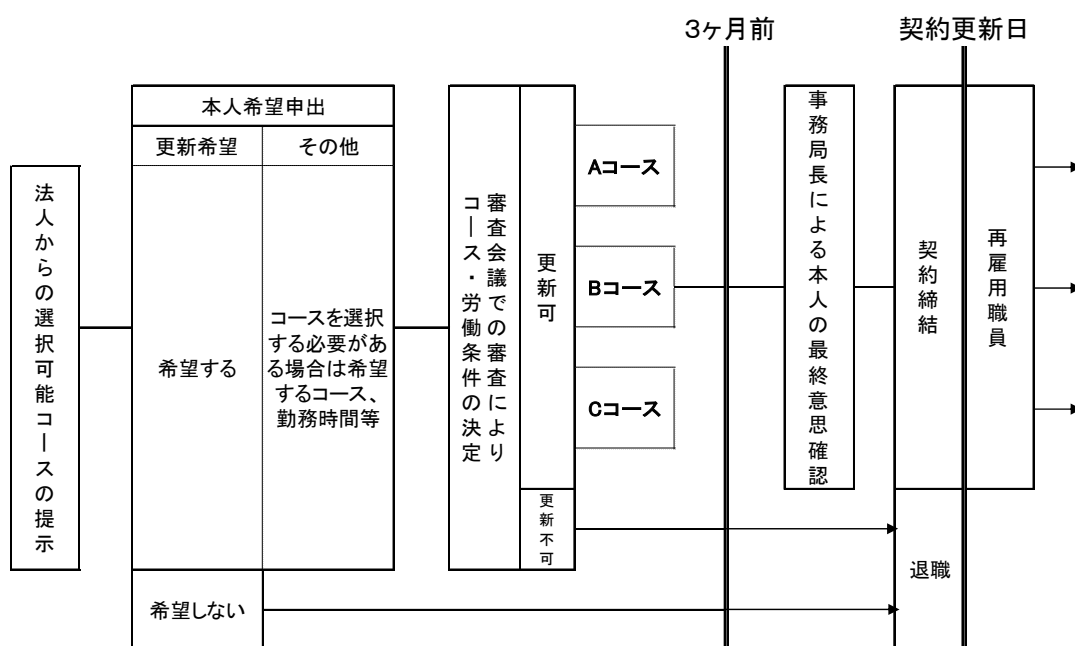 3ヶ月前
契約更新日
法人からの選択可能コースの提示
本人希望申出
更新希望
その他
希望する
コースを選択
する必要があ
る場合は希望
するコース、
勤務時間等
希望しない
審査会議での審査により
コース・労働条件の決定
更新可
更新不可
Aコース
Bコース
Cコース
事務局長による本人の最終意思確認
契約締結
再雇用職員
退職